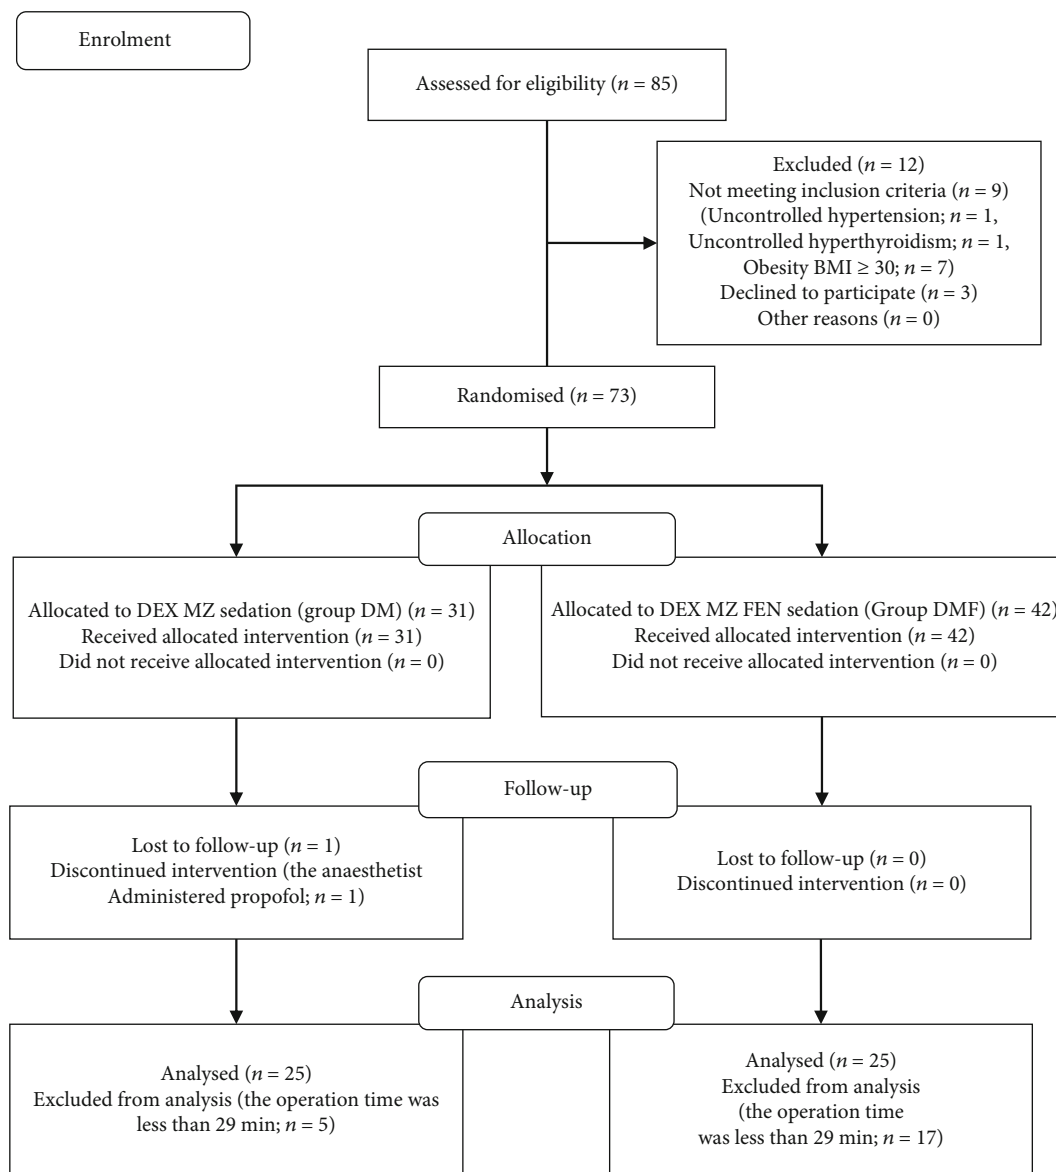 Enrolment
Assessed for eligibility (n = 85)
Excluded (n = 12)
Not meeting inclusion criteria (n = 9)
(Uncontrolled hypertension; n = 1,
Uncontrolled hyperthyroidism; n = 1,
Obesity BMI ≥ 30; n = 7)
Declined to participate (n = 3)
Other reasons (n = 0)
Randomised (n = 73)
Allocation
Allocated to DEX MZ sedation (group DM) (n = 31)
Received allocated intervention (n = 31)
Did not receive allocated intervention (n = 0)
Allocated to DEX MZ FEN sedation (Group DMF) (n = 42)
Received allocated intervention (n = 42)
Did not receive allocated intervention (n = 0)
Follow-up
Lost to follow-up (n = 1)
Discontinued intervention (the anaesthetist
Administered propofol; n = 1)
Lost to follow-up (n = 0)
Discontinued intervention (n = 0)
Analysis
Analysed (n = 25)
Excluded from analysis (the operation time was
less than 29 min; n = 5)
Analysed (n = 25)
Excluded from analysis
(the operation time
was less than 29 min; n = 17)